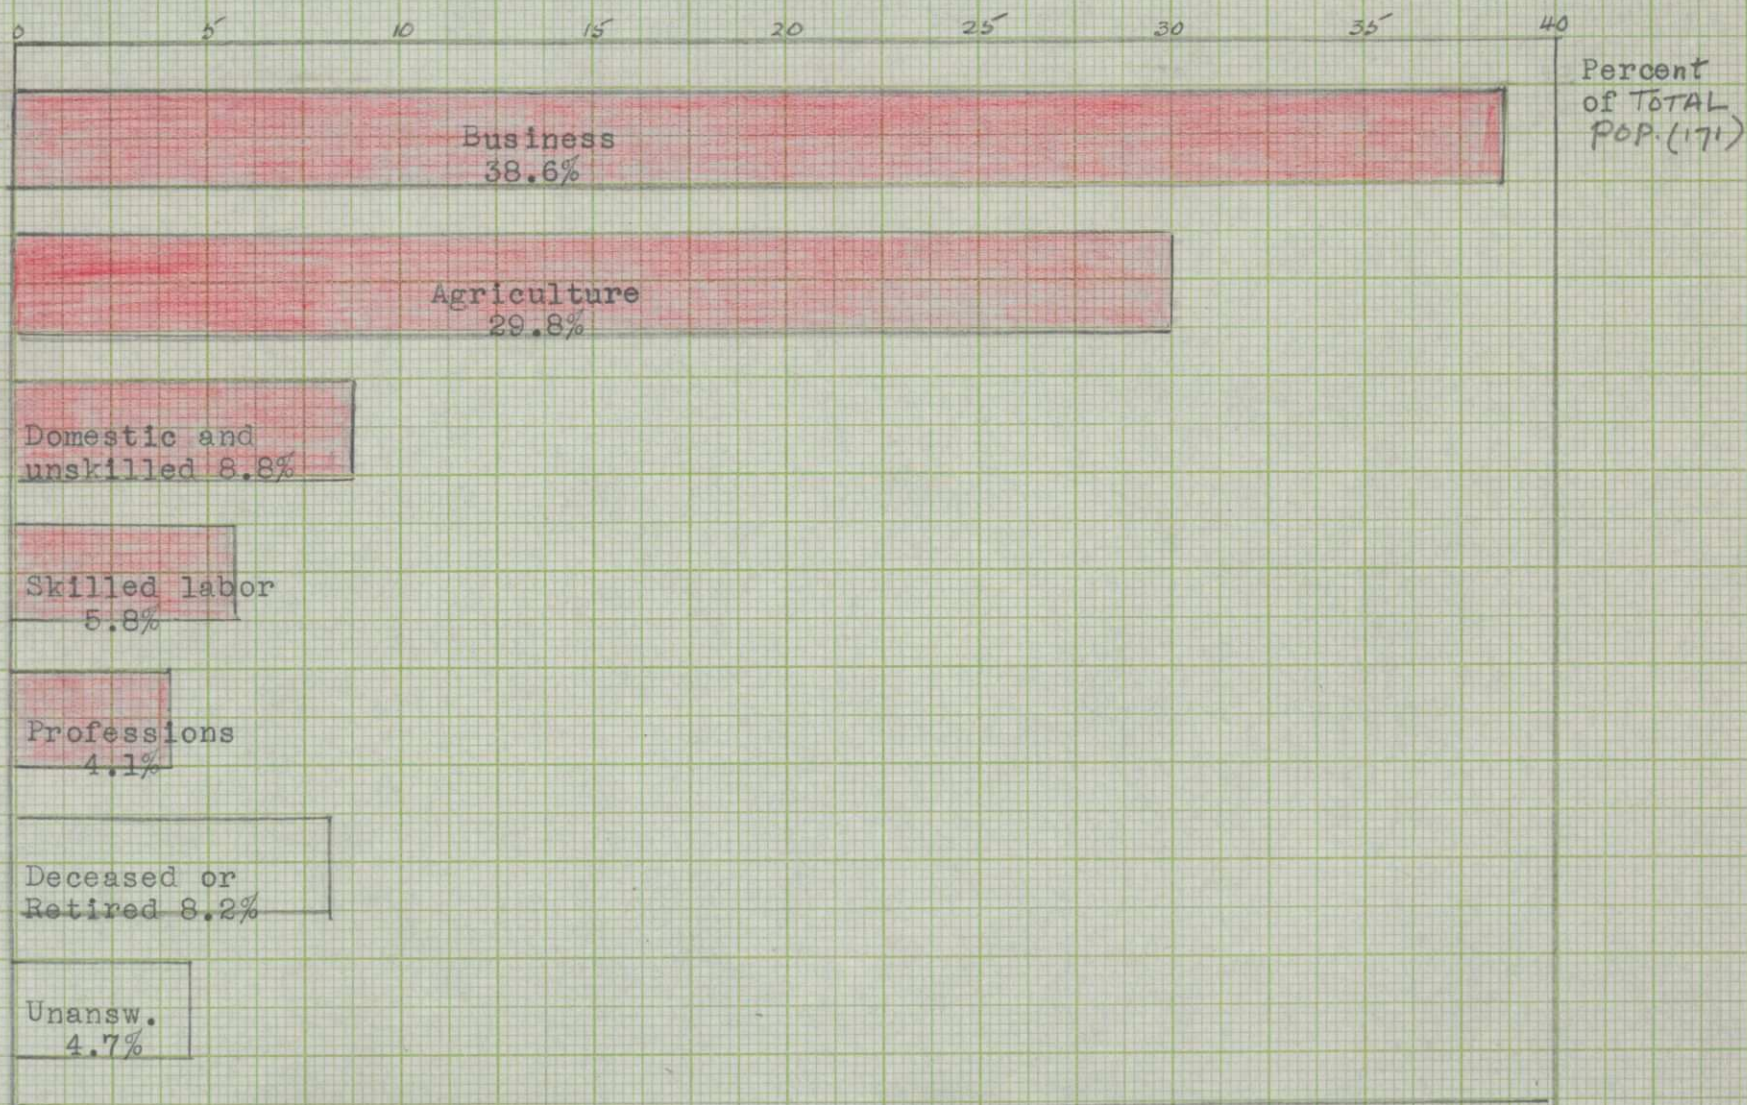 0 5 10 15 20 25 30 35 40
Percent
of TOTAL
POP. (171)
Business
38.6%
Agriculture
29.8%
Domestic and
unskilled 8.8%
Skilled labor
5.8%
Professions
4.1%
Deceased or
Retired 8.2%
Unansw.
4.7%